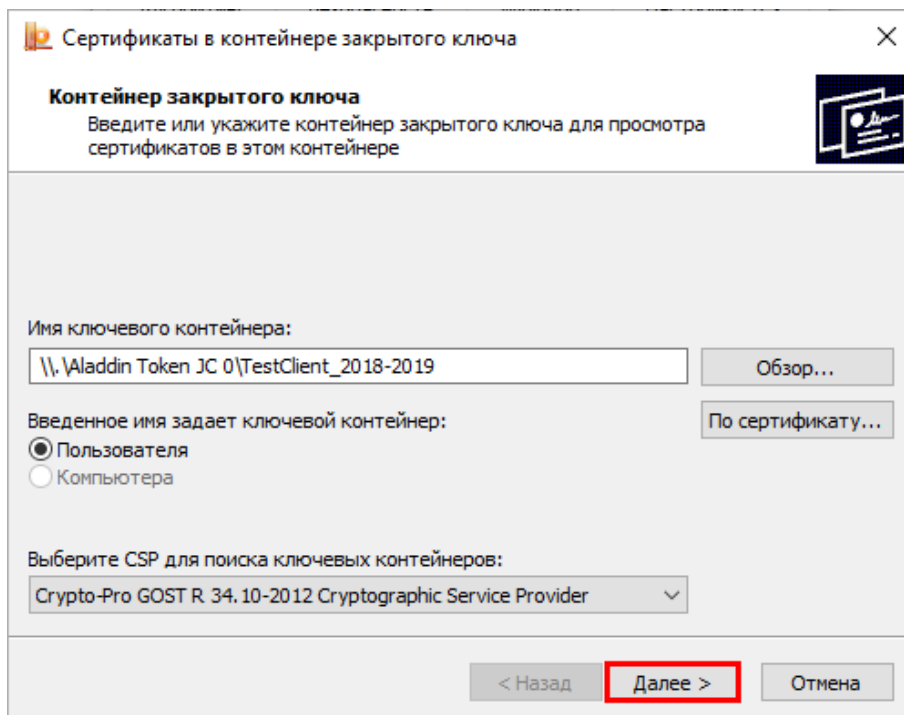 Сертификаты в контейнере закрытого ключа
Контейнер закрытого ключа
Введите или укажите контейнер закрытого ключа для просмотра
сертификатов в этом контейнере
Имя ключевого контейнера:
\\.\Aladdin Token JC 0\TestClient_2018-2019
Обзор...
Введенное имя задает ключевой контейнер:
По сертификату...
Пользователя
Компьютера
Выберите CSP для поиска ключевых контейнеров:
Crypto-Pro GOST R 34.10-2012 Cryptographic Service Provider
< Назад
Далее >
Отмена